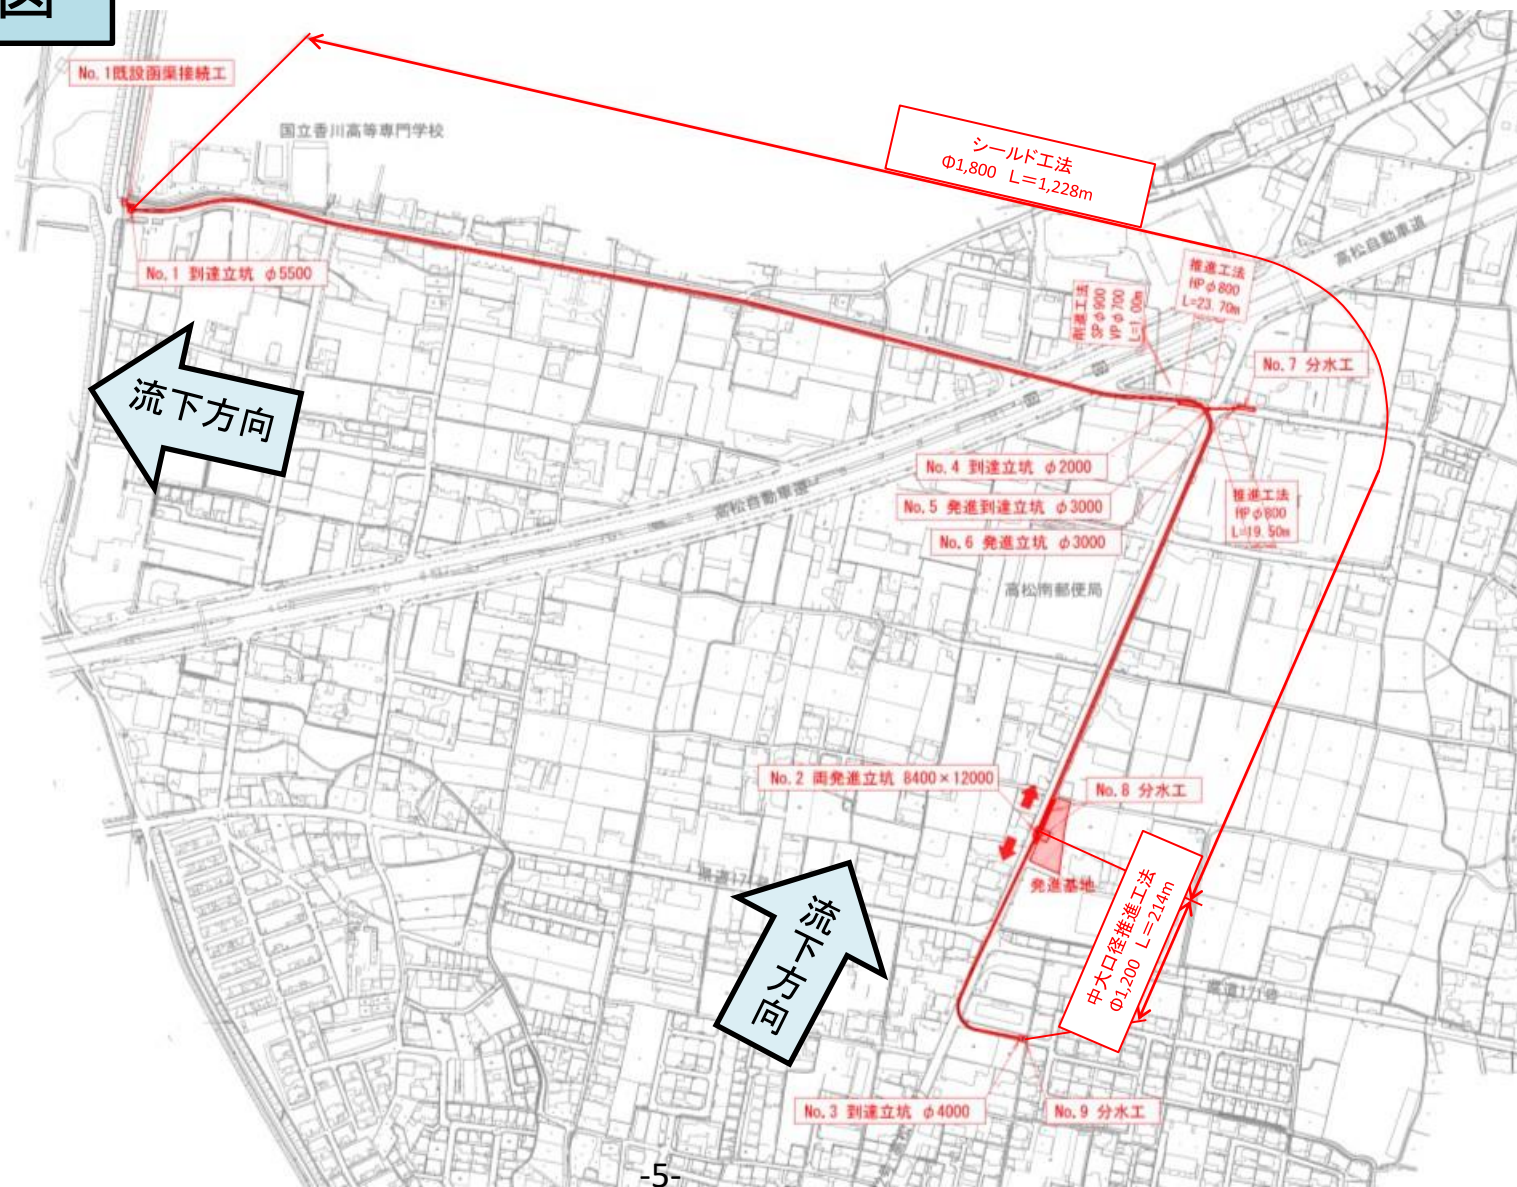 図
No.1既設函渠接続工
国立香川高等専門学校
シールド工法
Φ1,800 L=1,228m
高松自動車道
推進工法
HPφ800
L=23.70m
SPφ900
VPφ700
L=1.00m
No.1 到達立坑 φ5500
No.7 分水工
流下方向
No.4 到達立坑 φ2000
高松自動車道
No.5 発進到達立坑 φ3000
推進工法
HPφ800
L=19.50m
No.6 発進立坑 φ3000
高松南郵便局
No.2 両発進立坑 8400×12000
No.8 分水工
発進基地
中大口径推進工法
Φ1,200 L=214m
流下方向
県道171号
No.3 到達立坑 φ4000
No.9 分水工
-5-